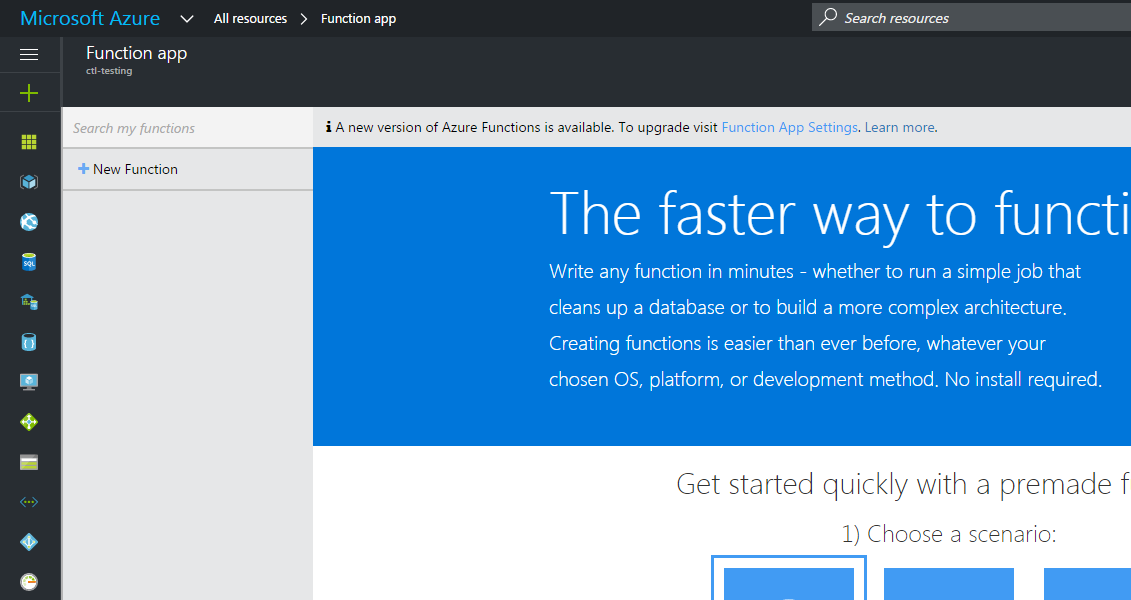 Microsoft Azure All resources Function app
Search resources
Function app
ctl-testing
Search my functions
A new version of Azure Functions is available. To upgrade visit Function App Settings. Learn more.
New Function
The faster way to functi
Write any function in minutes - whether to run a simple job that
cleans up a database or to build a more complex architecture.
Creating functions is easier than ever before, whatever your
chosen OS, platform, or development method. No install required.
SQL
Get started quickly with a premade f
1) Choose a scenario: